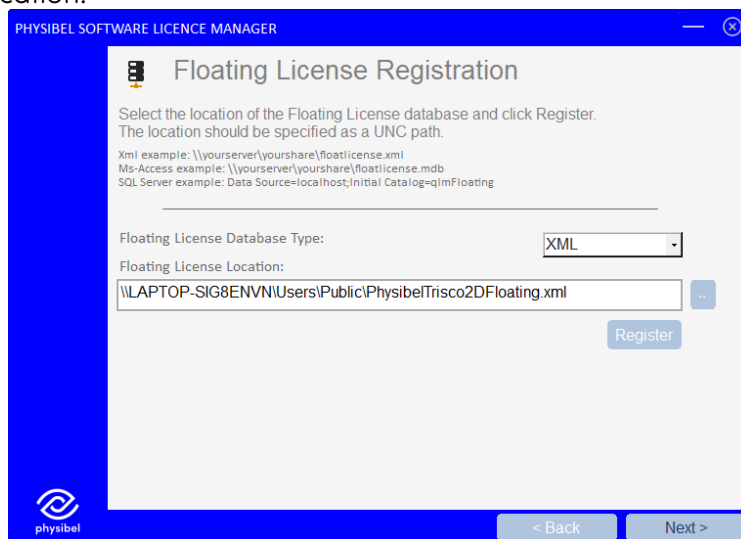 PHYSIBEL SOFTWARE LICENCE MANAGER
Floating License Registration
Select the location of the Floating License database and click Register.
The location should be specified as a UNC path.
Xml example: \\yourserver\yourshare\floatlicense.xml
Ms-Access example: \\yourserver\yourshare\floatlicense.mdb
SQL Server example: Data Source=localhost;Initial Catalog=qlmFloating
Floating License Database Type:
XML
Floating License Location:
\\LAPTOP-SIG8ENVN\Users\Public\PhysibelTrisco2DFloating.xml
..
Register
physibel
< Back
Next >